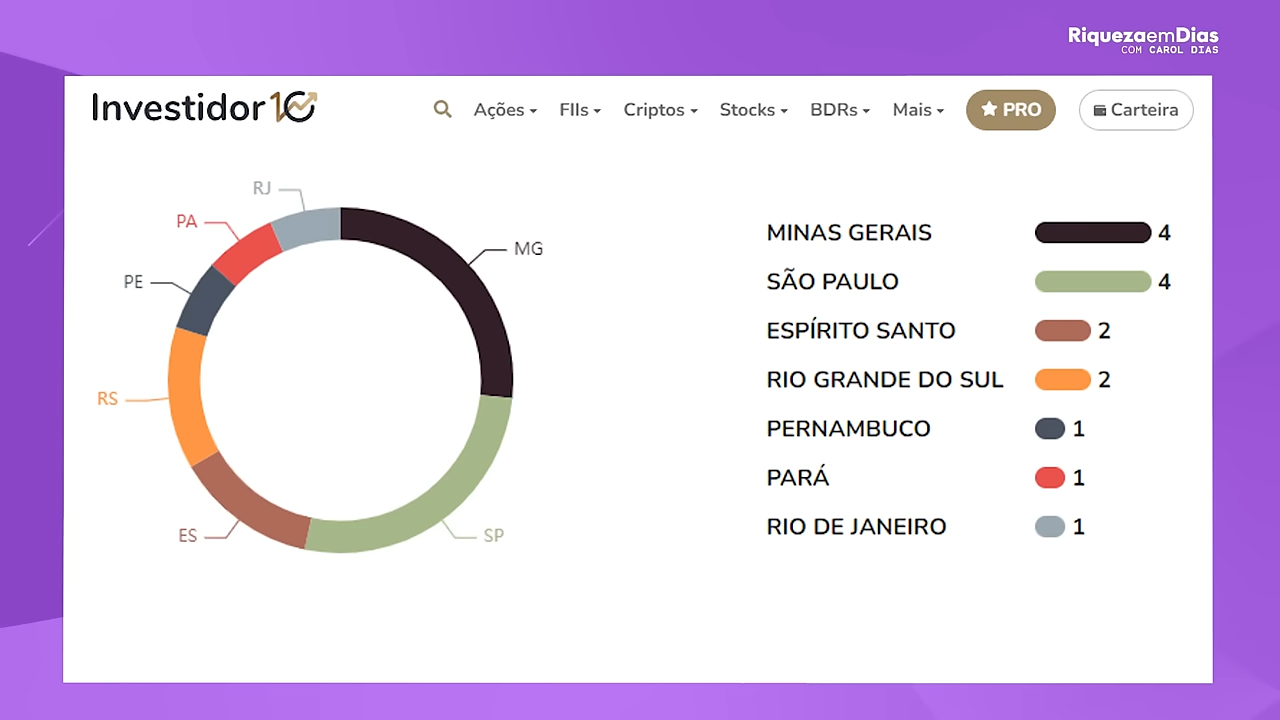 RiquezaemDias
COM CAROL DIAS
Investidor10
Ações FIIs Criptos Stocks BDRs Mais PRO Carteira
RJ
PA
MG
PE
RS
ES
SP
MINAS GERAIS 4
SÃO PAULO 4
ESPÍRITO SANTO 2
RIO GRANDE DO SUL 2
PERNAMBUCO 1
PARÁ 1
RIO DE JANEIRO 1